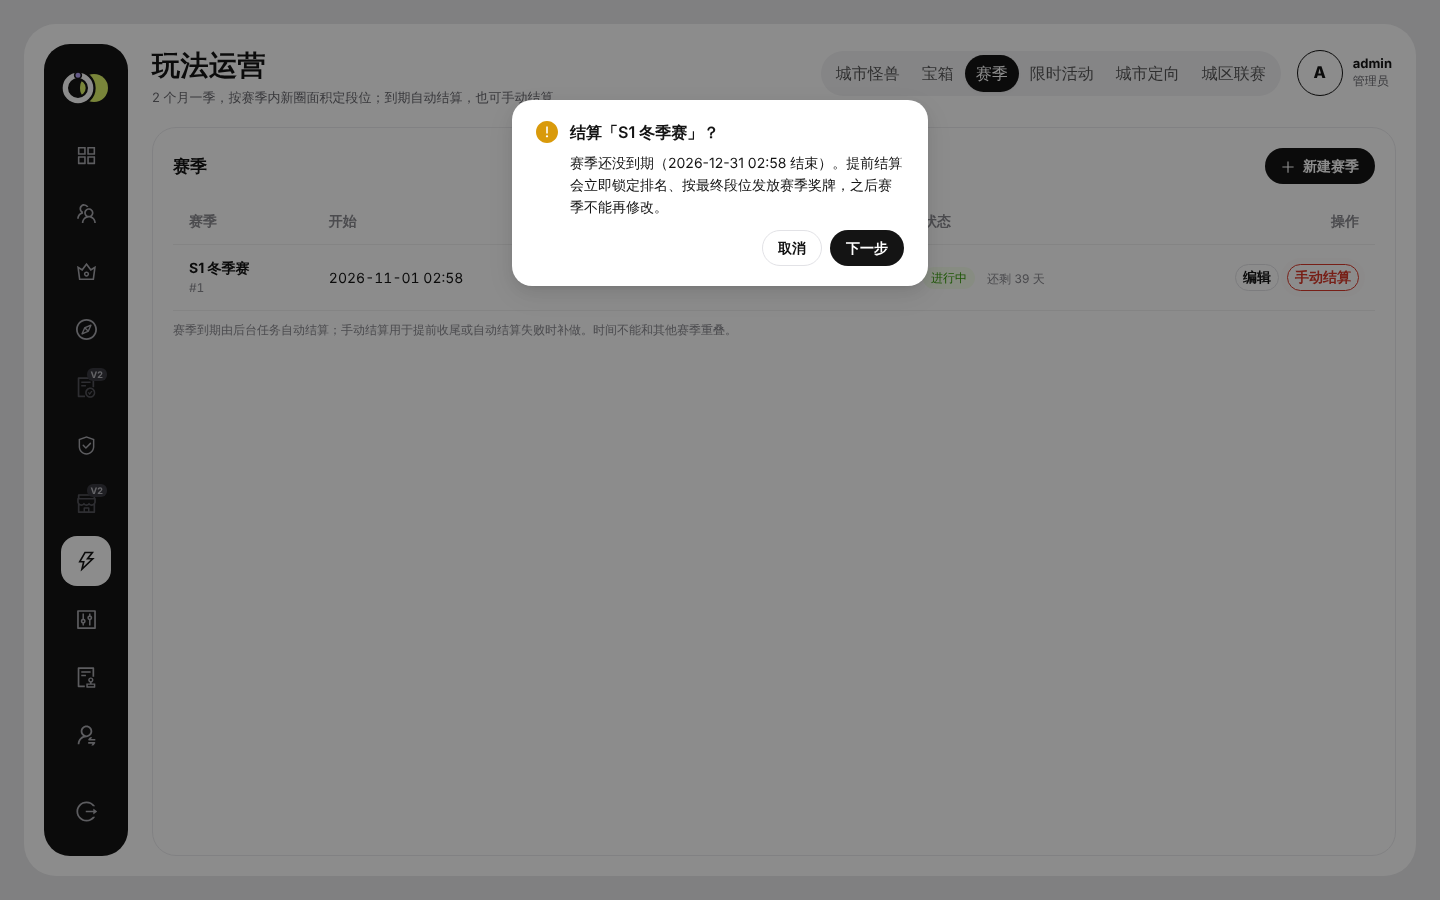 玩法运营
2 个月一季，按赛季内新圈面积定段位；到期自动结算，也可手动结算
城市怪兽 宝箱 赛季 限时活动 城市定向 城区联赛
A
admin
管理员
结算「S1 冬季赛」？
赛季还没到期（2026-12-31 02:58 结束）。提前结算
会立即锁定排名、按最终段位发放赛季奖牌，之后赛
季不能再修改。
取消 下一步
赛季
新建赛季
赛季 开始 状态 操作
S1 冬季赛
#1
2026-11-01 02:58
进行中 还剩 39 天
编辑 手动结算
赛季到期由后台任务自动结算；手动结算用于提前收尾或自动结算失败时补做。时间不能和其他赛季重叠。
V2
V2